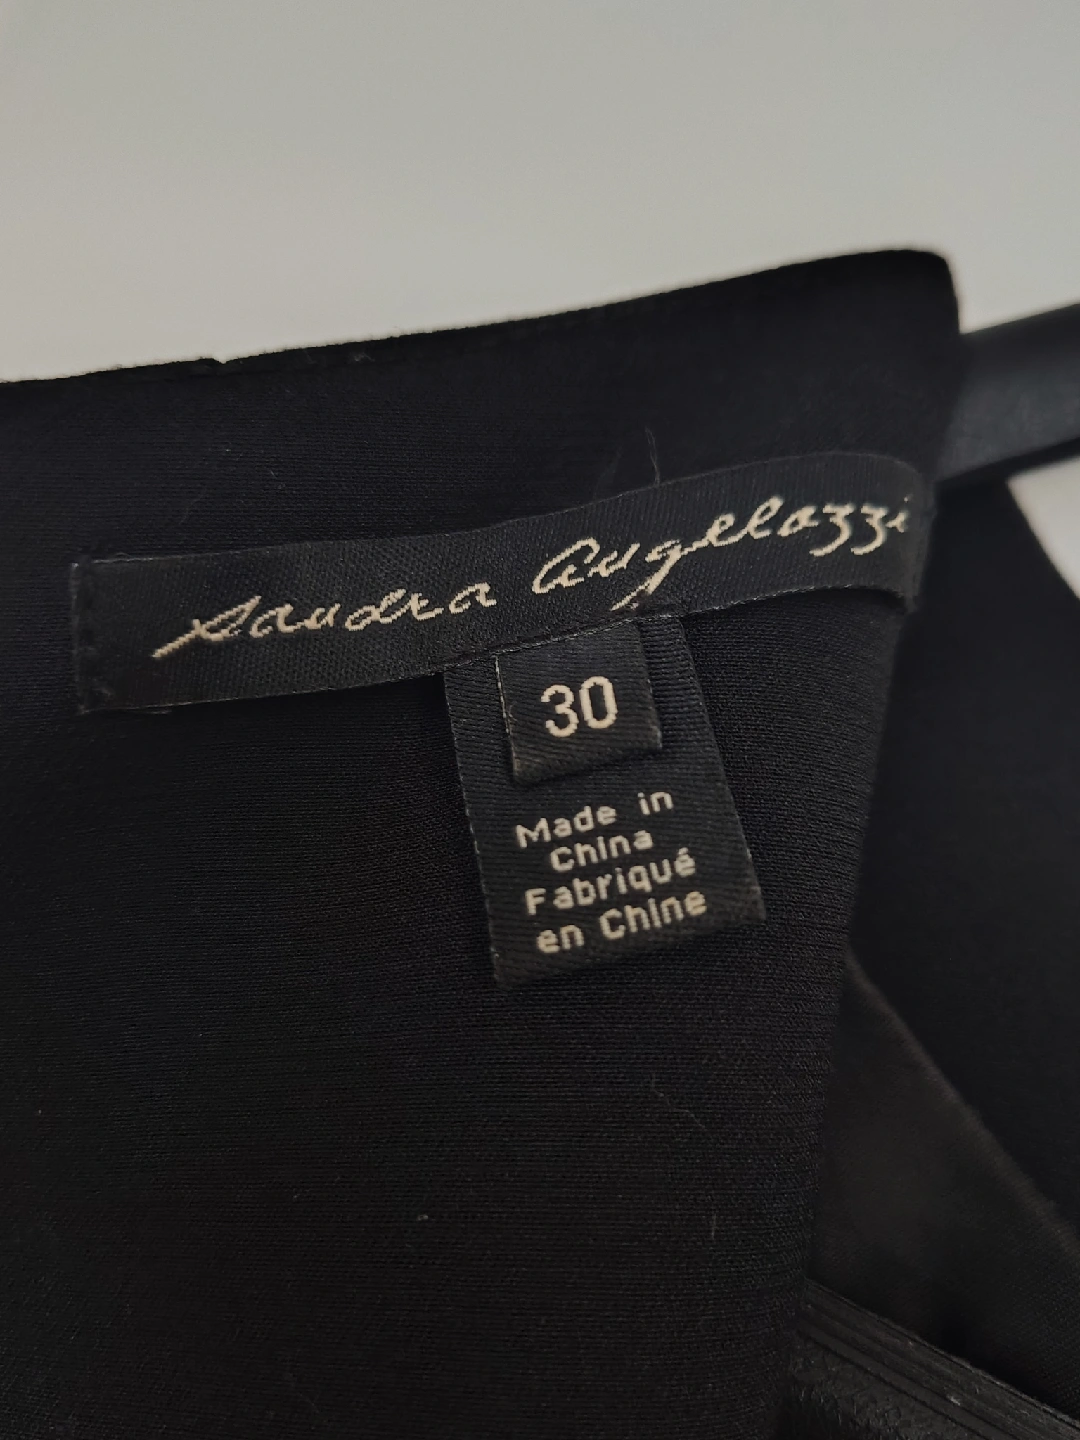 Sandra Angelozzi
30
Made in
China
Fabriqué
en Chine